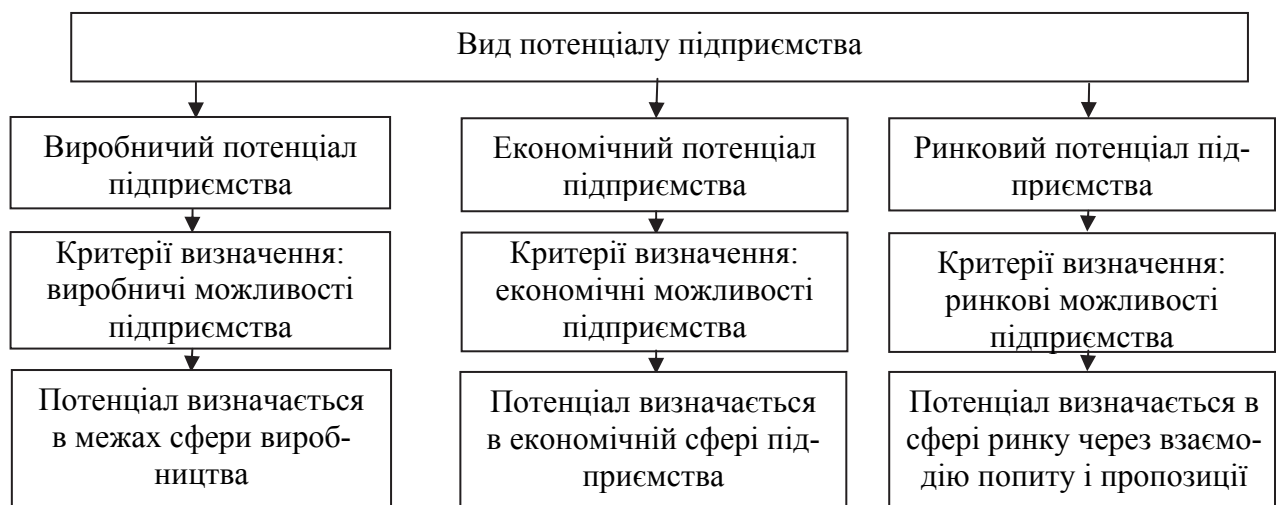 Вид потенціалу підприємства
Виробничий потенціал
підприємства
Економічний потенціал
підприємства
Ринковий потенціал під-
приємства
Критерії визначення:
виробничі можливості
підприємства
Критерії визначення:
економічні можливості
підприємства
Критерії визначення:
ринкові можливості
підприємства
Потенціал визначається
в межах сфери вироб-
ництва
Потенціал визначається
в економічній сфері під-
приємства
Потенціал визначається в
сфері ринку через взаємо-
дію попиту і пропозиції